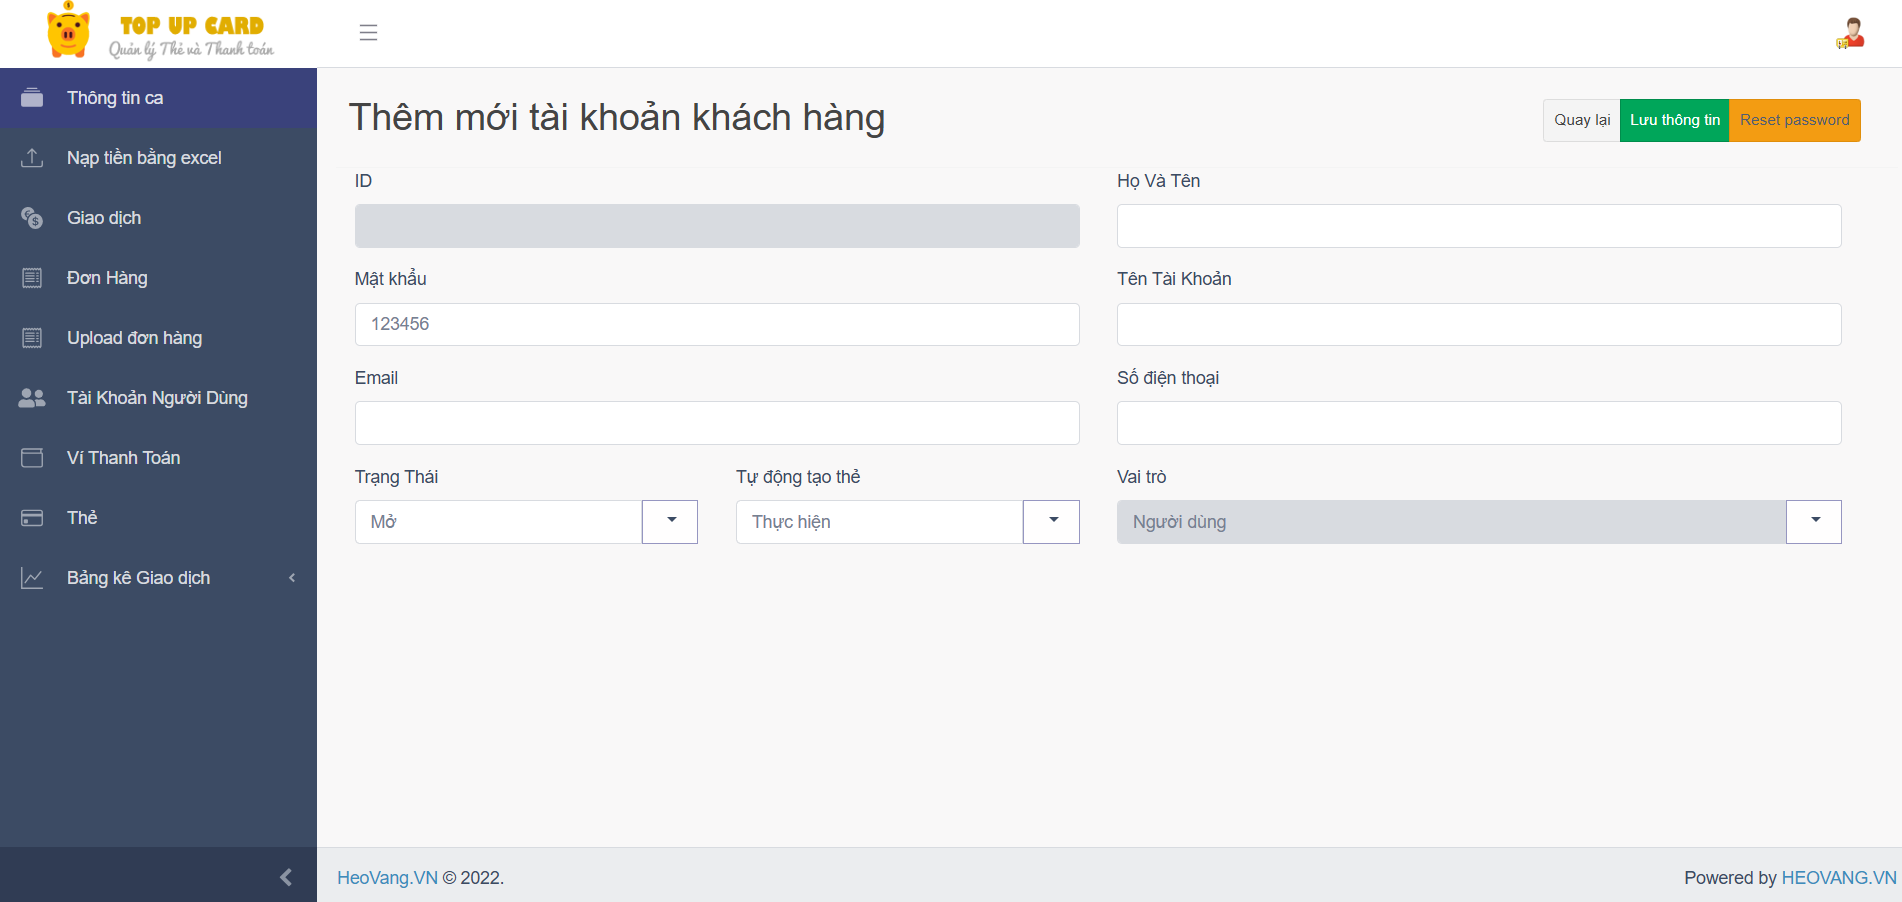 TOP UP CARD
Quản lý Thẻ và Thanh toán
Thông tin ca
Nạp tiền bằng excel
Giao dịch
Đơn Hàng
Upload đơn hàng
Tài Khoản Người Dùng
Ví Thanh Toán
Thẻ
Bảng kê Giao dịch
Thêm mới tài khoản khách hàng
Quay lại
Lưu thông tin
Reset password
ID
Họ Và Tên
Mật khẩu
Tên Tài Khoản
123456
Email
Số điện thoại
Trạng Thái
Tự động tạo thẻ
Vai trò
Mở
Thực hiện
Người dùng
HeoVang.VN © 2022.
Powered by HEOVANG.VN